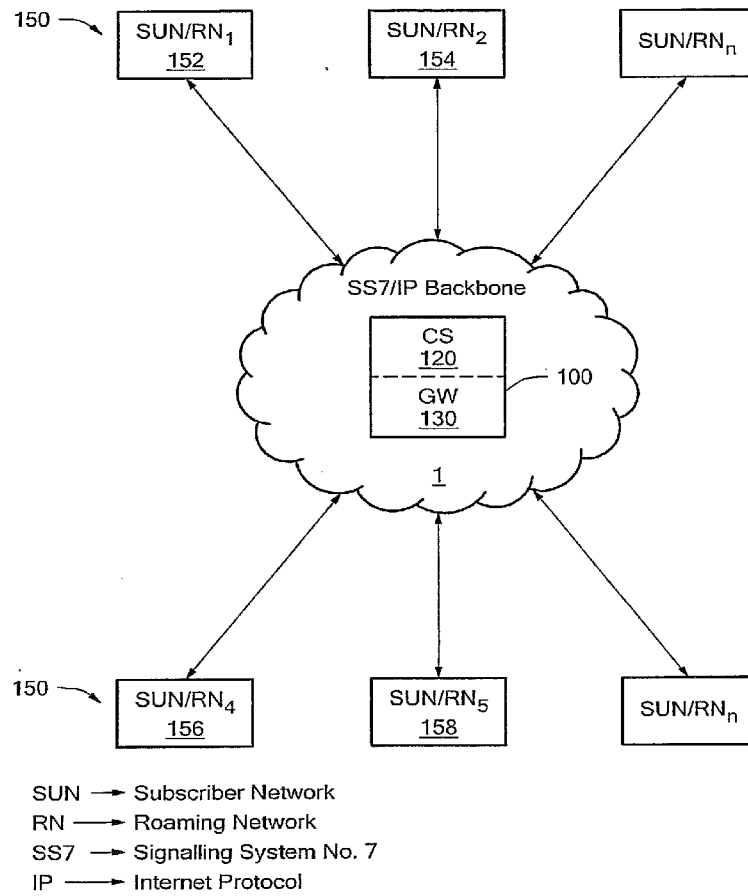 150
SUN/RN1
152
SUN/RN2
154
SUN/RNn
SS7/IP Backbone
CS
120
GW
130
100
1
150
SUN/RN4
156
SUN/RN5
158
SUN/RNn
SUN → Subscriber Network
RN → Roaming Network
SS7 → Signalling System No. 7
IP → Internet Protocol